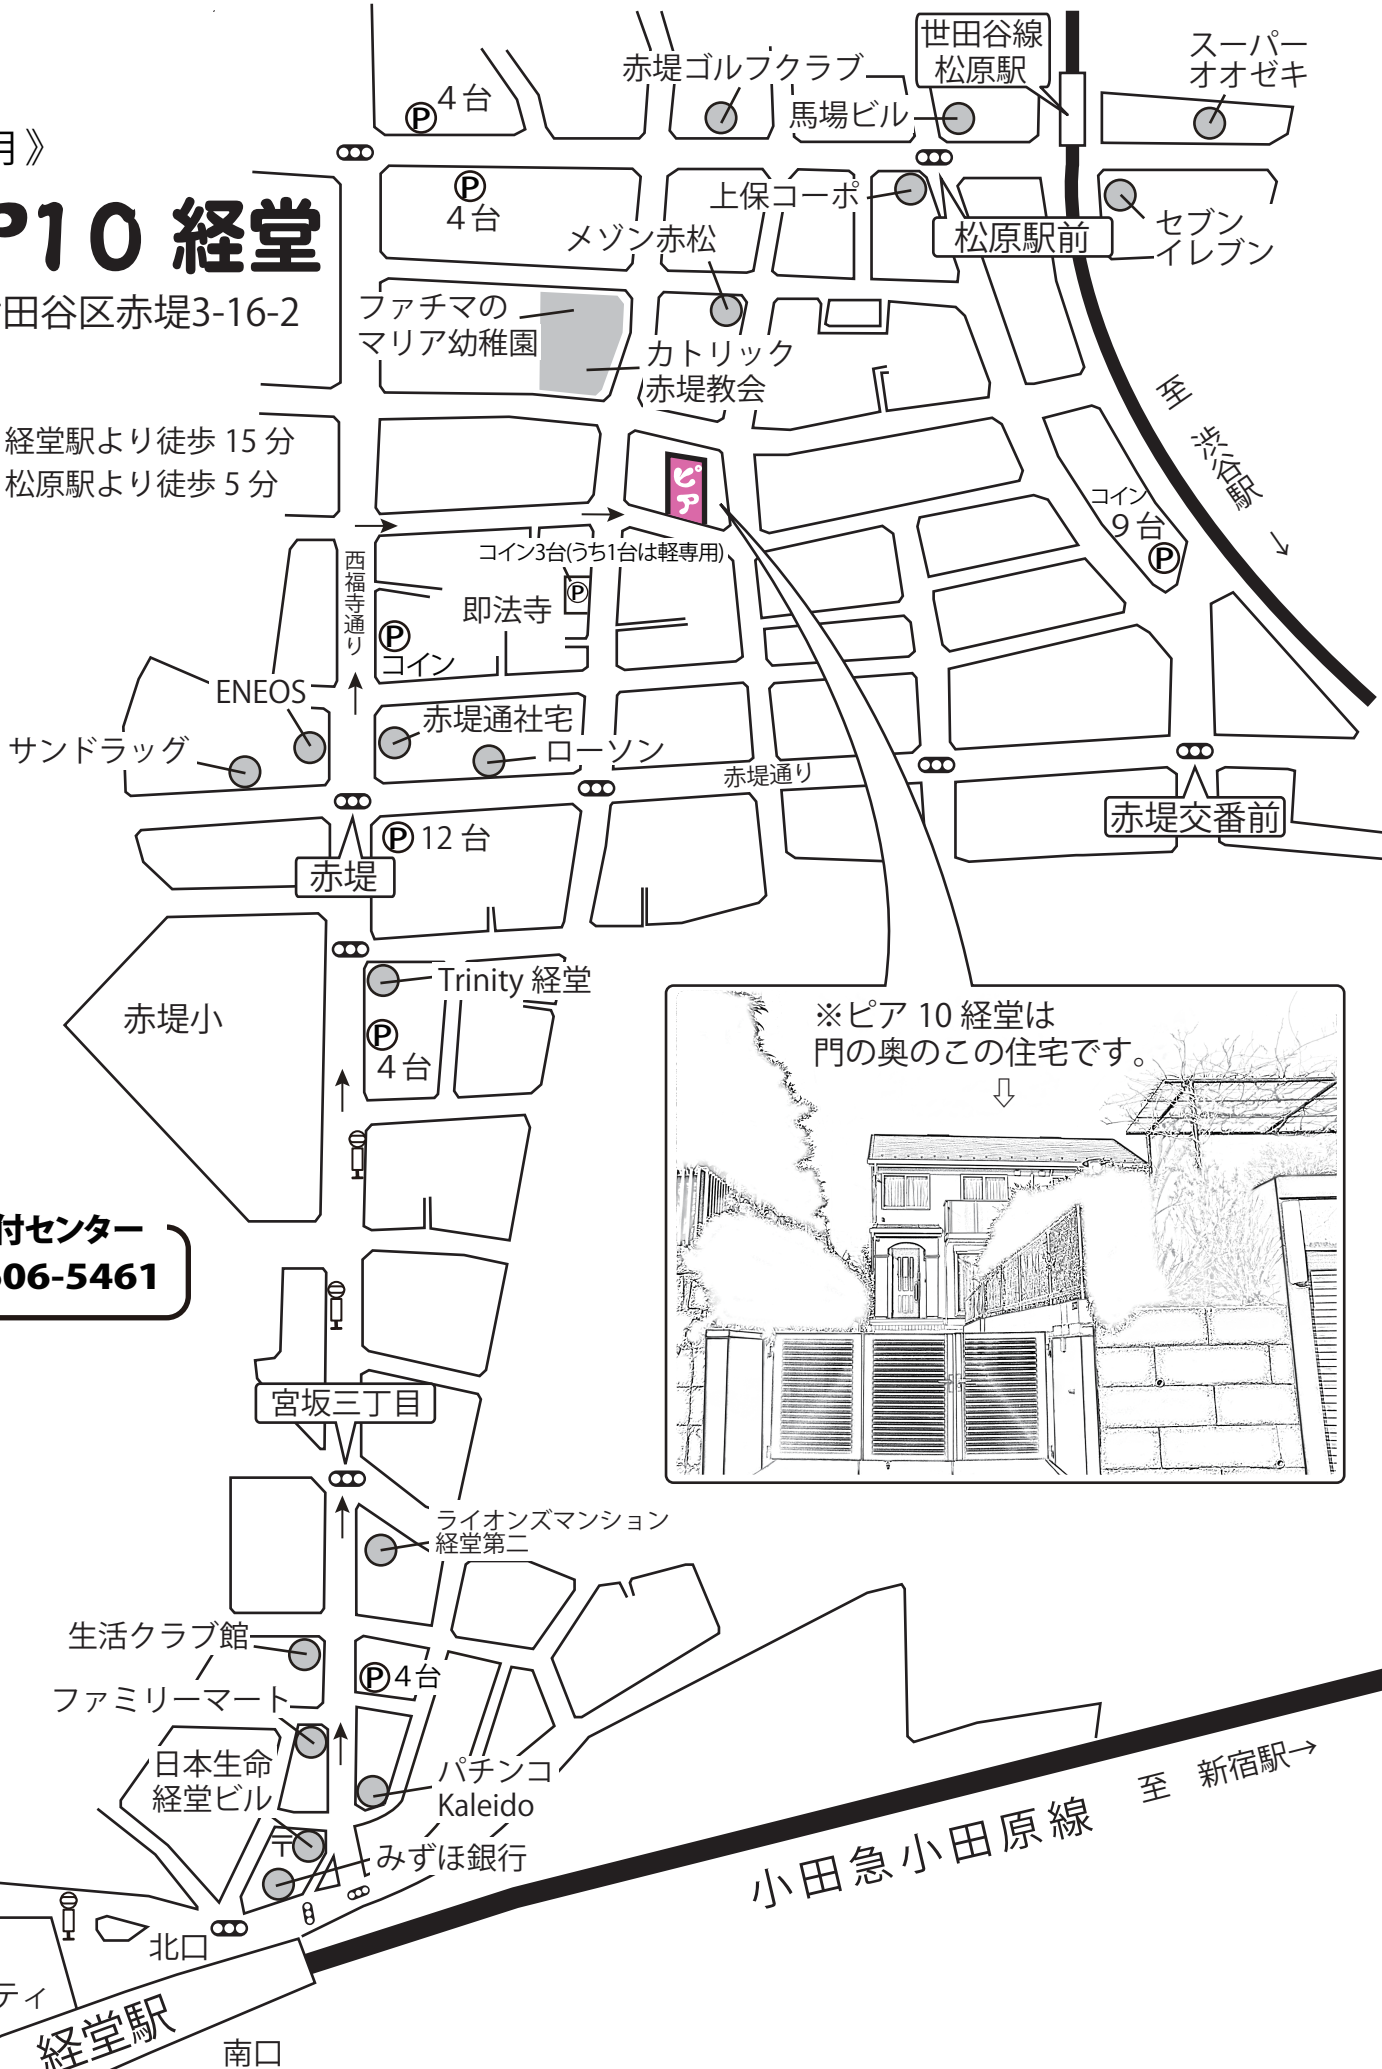 世田谷線
松原駅
スーパー
オオゼキ
赤堤ゴルフクラブ
4台
Ⓟ
馬場ビル
月》
P10 経堂
Ⓟ
4台
上保コーポ
松原駅前
セブン
イレブン
メゾン赤松
田谷区赤堤3-16-2
ファチマの
マリア幼稚園
カトリック
赤堤教会
至 渋谷駅→
経堂駅より徒歩 15 分
松原駅より徒歩 5 分
ピア
コイン
9台
Ⓟ
→
→
コイン3台(うち1台は軽専用)
Ⓟ
西福寺通り
即法寺
Ⓟ
コイン
ENEOS
赤堤通社宅
ローソン
サンドラッグ
赤堤通り
赤堤交番前
Ⓟ 12 台
赤堤
Trinity 経堂
赤堤小
Ⓟ
4台
※ピア 10 経堂は
門の奥のこの住宅です。
⇩
付センター
506-5461
宮坂三丁目
ライオンズマンション
経堂第二
生活クラブ館
Ⓟ4台
ファミリーマート
日本生命
経堂ビル
パチンコ
Kaleido
〒
みずほ銀行
至 新宿駅→
小田急小田原線
北口
ティ
経堂駅
南口